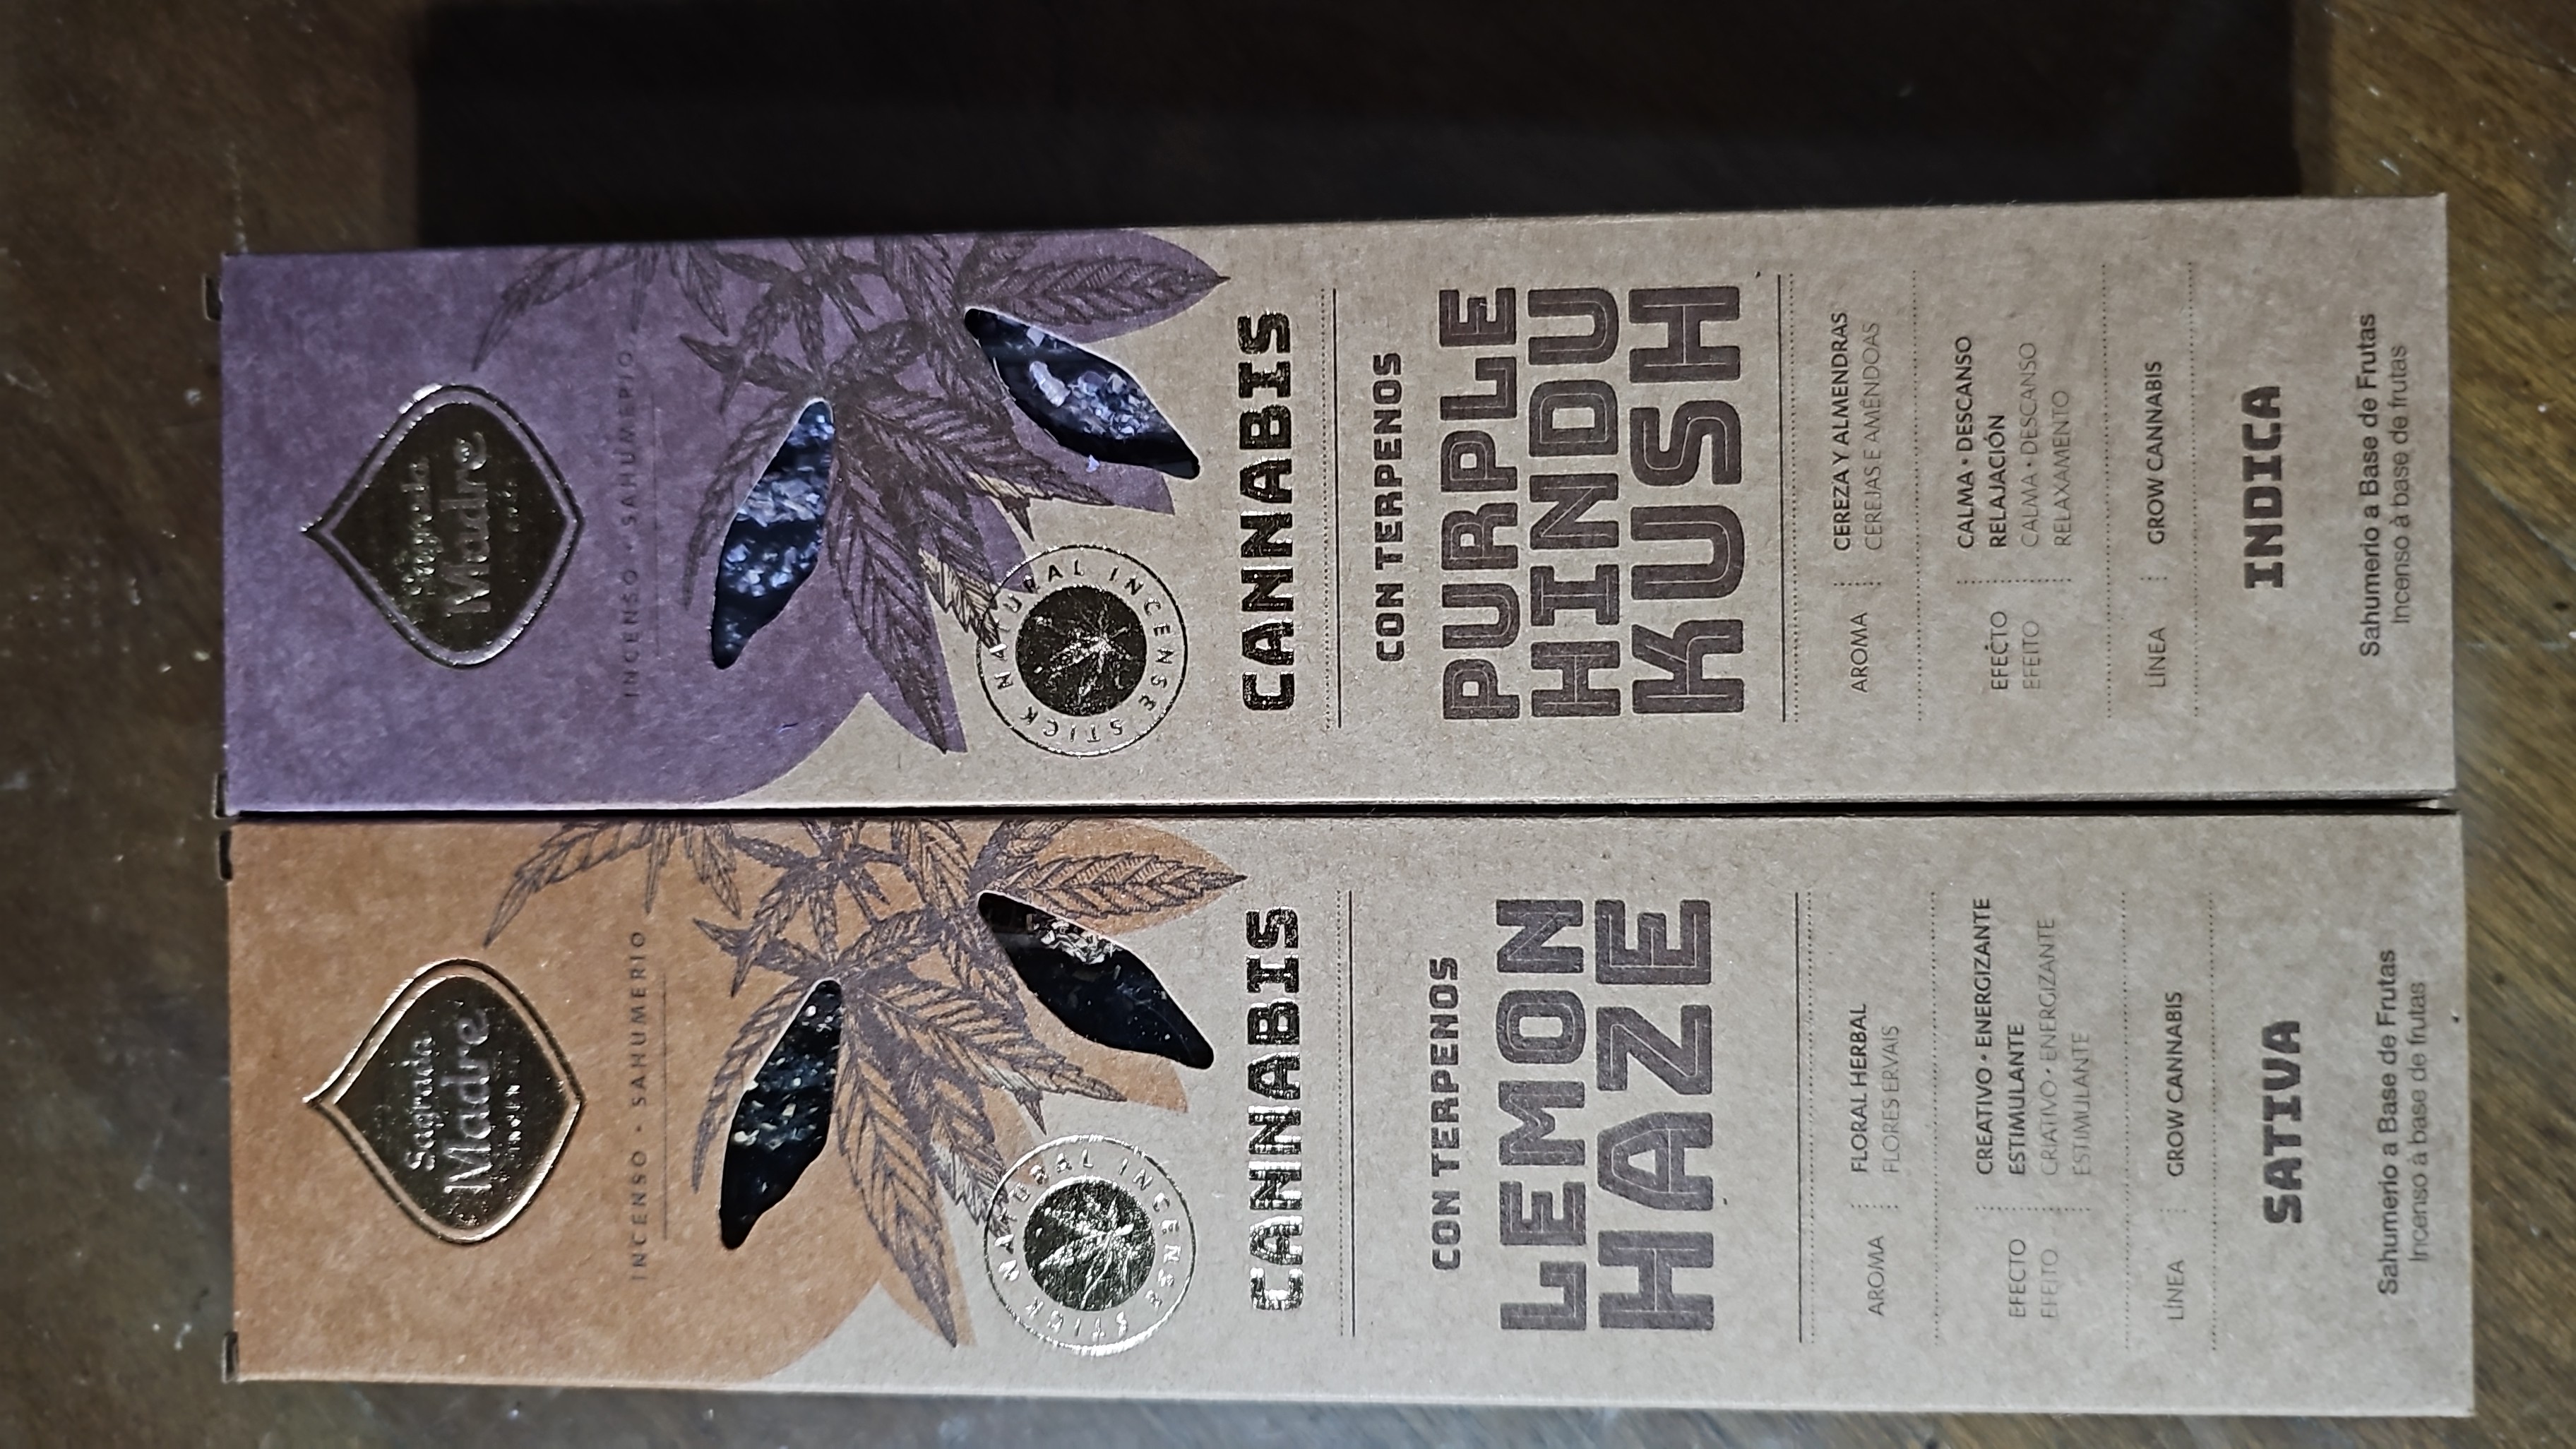 Sagrada
Madre
INCENSO • SAHUMERIO
STICK NATURAL INCENSE
CANNABIS
CON TERPENOS
LEMON
HAZE
AROMA
FLORAL HERBAL
FLORES ERVAIS
EFECTO
EFEITO
CREATIVO • ENERGIZANTE
ESTIMULANTE
CRIATIVO • ENERGIZANTE
ESTIMULANTE
LÍNEA
GROW CANNABIS
SATIVA
Sahumerio a Base de Frutas
Incenso à base de frutas
Sagrada
Madre
INCENSO • SAHUMERIO
STICK NATURAL INCENSE
CANNABIS
CON TERPENOS
PURPLE
HINDU
KUSH
AROMA
CEREZA Y ALMENDRAS
CEREJAS E AMÊNDOAS
EFECTO
EFEITO
CALMA • DESCANSO
RELAJACIÓN
CALMA • DESCANSO
RELAXAMENTO
LÍNEA
GROW CANNABIS
INDICA
Sahumerio a Base de Frutas
Incenso à base de frutas